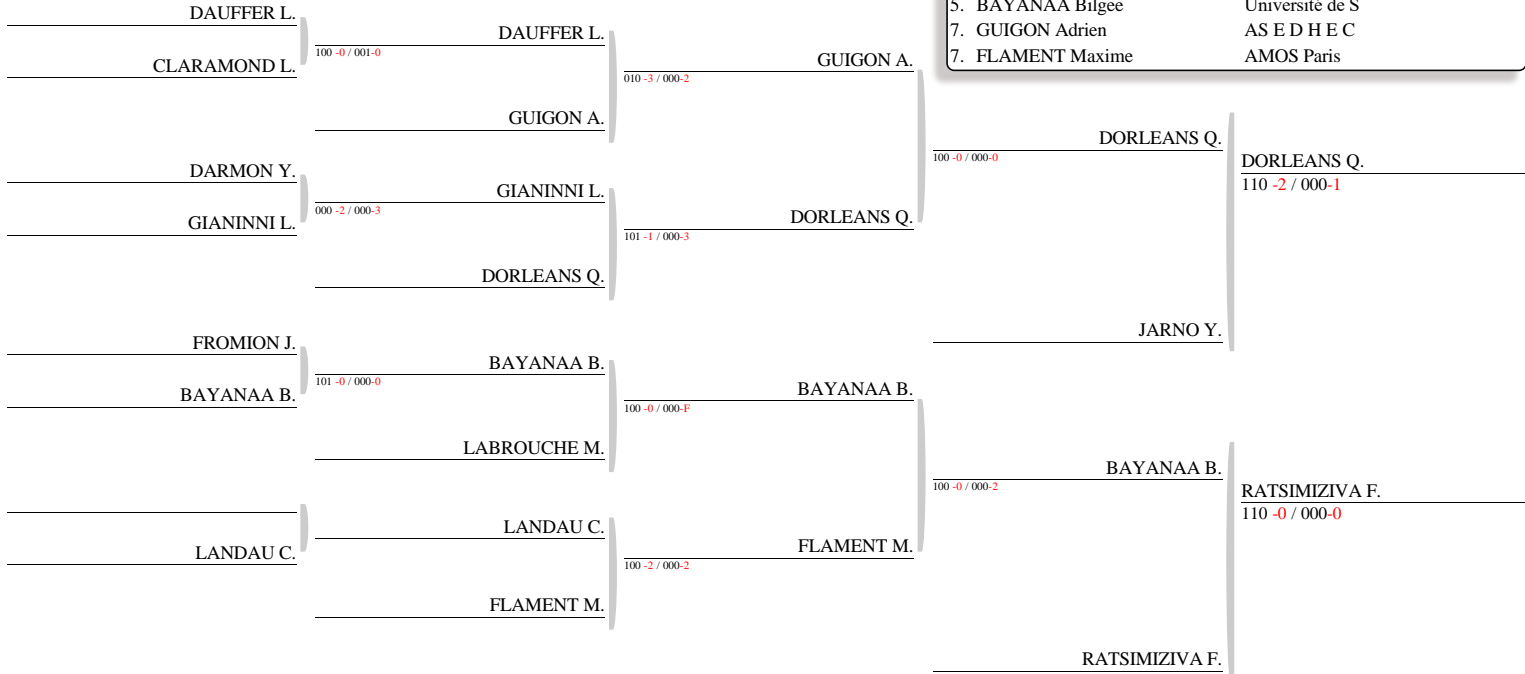 5. BAYANAA Bilgee Université de S
7. GUIGON Adrien AS E D H E C
7. FLAMENT Maxime AMOS Paris
DAUFFER L.
CLARAMOND L.
DARMON Y.
GIANINNI L.
FROMION J.
BAYANAA B.
LANDAU C.
DAUFFER L.
100 -0 / 001-0
GUIGON A.
GIANINNI L.
000 -2 / 000-3
DORLEANS Q.
BAYANAA B.
101 -0 / 000-0
LABROUCHE M.
LANDAU C.
FLAMENT M.
GUIGON A.
010 -3 / 000-2
DORLEANS Q.
101 -1 / 000-3
BAYANAA B.
100 -0 / 000-F
FLAMENT M.
100 -2 / 000-2
DORLEANS Q.
100 -0 / 000-0
JARNO Y.
BAYANAA B.
100 -0 / 000-2
RATSIMIZIVA F.
DORLEANS Q.
110 -2 / 000-1
RATSIMIZIVA F.
110 -0 / 000-0